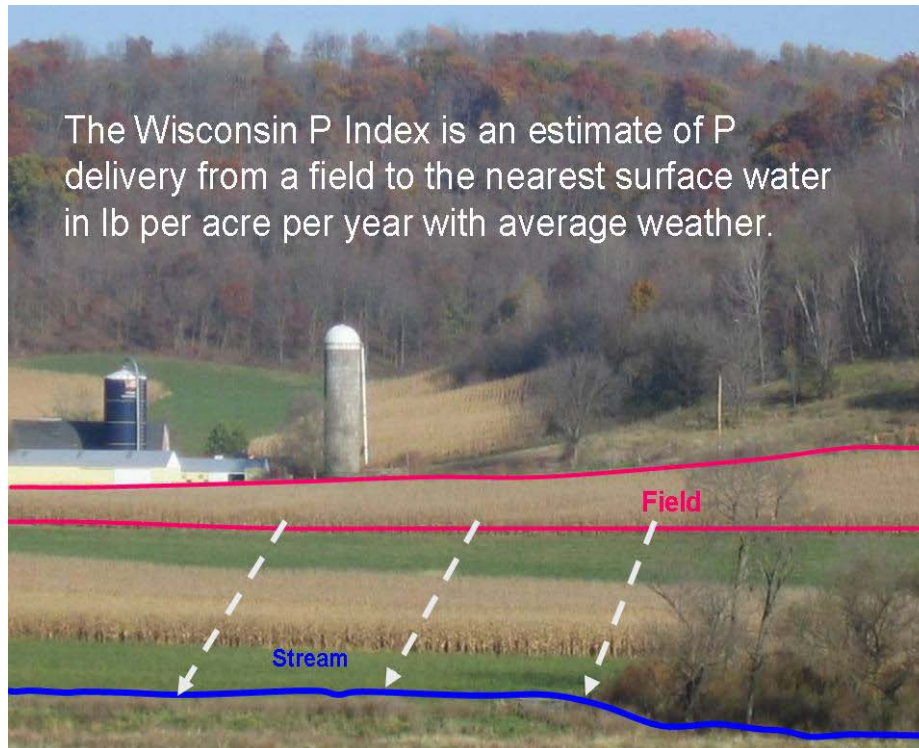 The Wisconsin P Index is an estimate of P
delivery from a field to the nearest surface water
in lb per acre per year with average weather.
Field
Stream